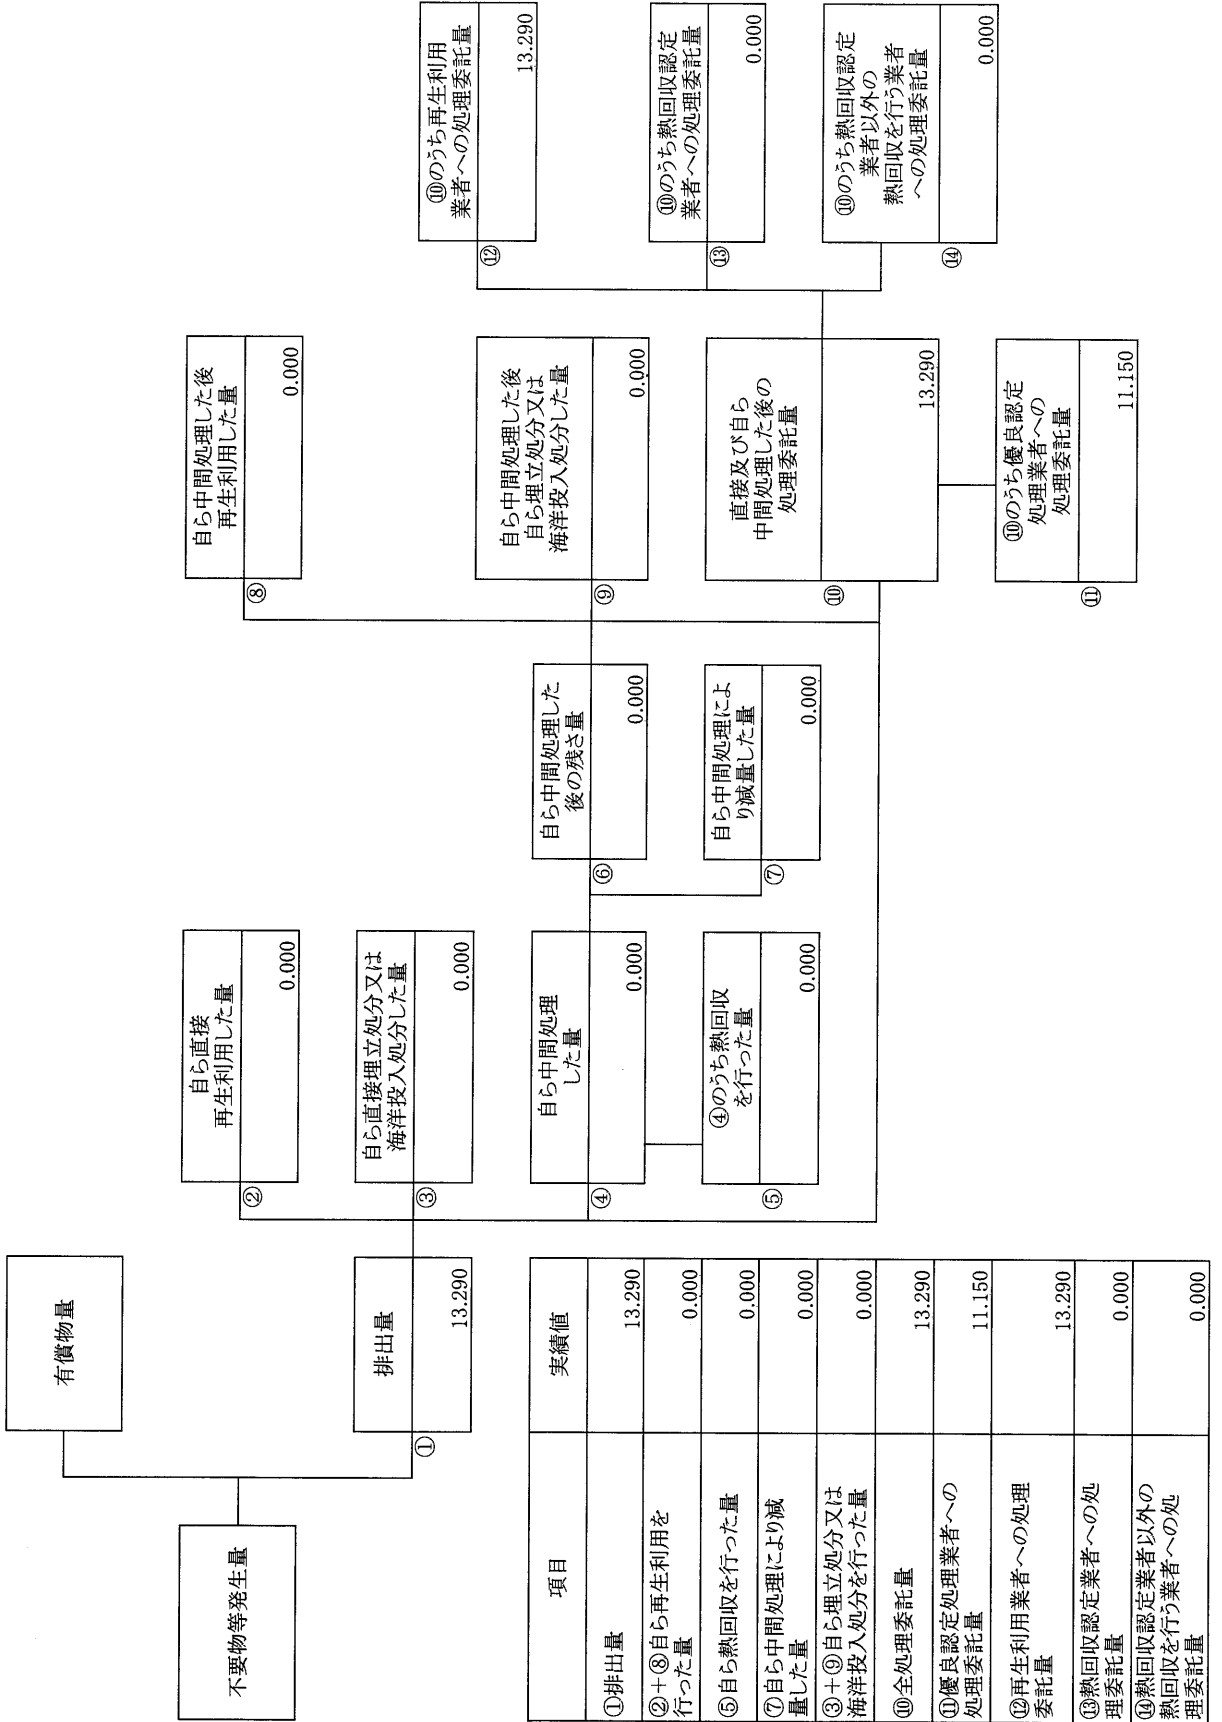 不要物等発生量
有償物量
排出量
①
13.290
自ら直接
再生利用した量
②
0.000
自ら直接埋立処分又は
海洋投入処分した量
③
0.000
自ら中間処理
した量
④
0.000
④のうち熱回収
を行った量
⑤
0.000
自ら中間処理した
後の残さ量
⑥
0.000
自ら中間処理によ
り減量した量
⑦
0.000
自ら中間処理した後
再生利用した量
⑧
0.000
自ら中間処理した後
自ら埋立処分又は
海洋投入処分した量
⑨
0.000
直接及び自ら
中間処理した後の
処理委託量
⑩
13.290
⑩のうち優良認定
処理業者への
処理委託量
⑪
11.150
⑩のうち再生利用
業者への処理委託量
⑫
13.290
⑩のうち熱回収認定
業者への処理委託量
⑬
0.000
⑩のうち熱回収認定
業者以外の
熱回収を行う業者
への処理委託量
⑭
0.000
項目 実績値
①排出量 13.290
②+⑧自ら再生利用を
行った量 0.000
⑤自ら熱回収を行った量 0.000
⑦自ら中間処理により減
量した量 0.000
③+⑨自ら埋立処分又は
海洋投入処分を行った量 0.000
⑩全処理委託量 13.290
⑪優良認定処理業者への
処理委託量 11.150
⑫再生利用業者への処理
委託量 13.290
⑬熱回収認定業者への処
理委託量 0.000
⑭熱回収認定業者以外の
熱回収を行う業者への処
理委託量 0.000